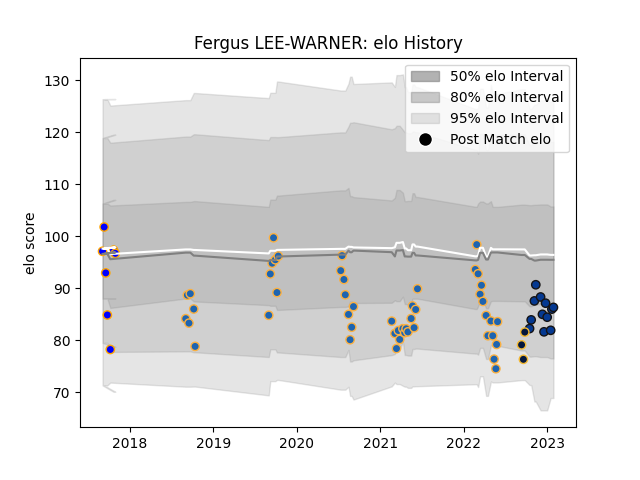 Fergus LEE-WARNER: elo History
50% elo Interval
80% elo Interval
95% elo Interval
Post Match elo
elo score
130
120
110
100
90
80
70
2018
2019
2020
2021
2022
2023